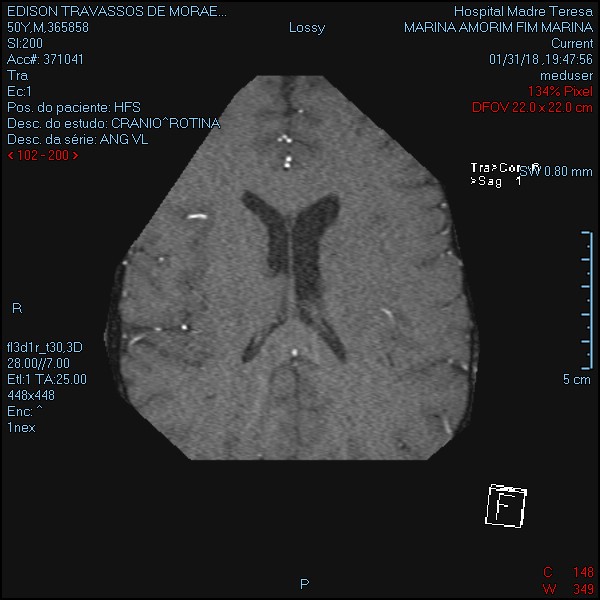 EDISON TRAVASSOS DE MORAE...
50Y,M,365858
SI:200
Acc#: 371041
Tra
Ec:1
Pos. do paciente: HFS
Desc. do estudo: CRANIO^ROTINA
Desc. da série: ANG VL
< 102 - 200 >
Lossy
Hospital Madre Teresa
MARINA AMORIM FIM MARINA
Current
01/31/18 ,19:47:56
meduser
134% Pixel
DFOV 22.0 x 22.0 cm
Tra>Cor
SW 0.80 mm
>Sag 1
R
fl3d1r_t30,3D
28.00//7.00
Etl:1 TA:25.00
448x448
Enc: ^
1nex
5 cm
F
P
C 148
W 349